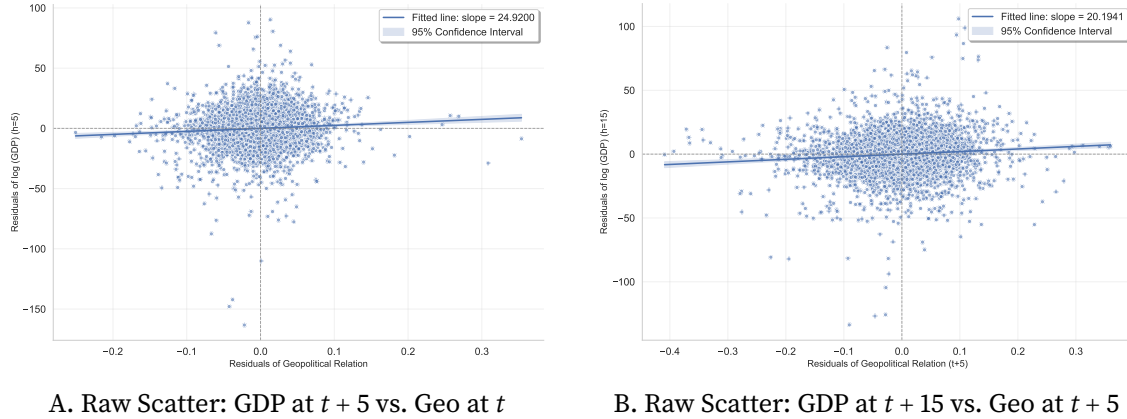 100
50
0
−50
−100
−150
Residuals of log (GDP) (h=5)
Fitted line: slope = 24.9200
95% Confidence Interval
−0.2
−0.1
0.0
0.1
0.2
0.3
Residuals of Geopolitical Relation
A. Raw Scatter: GDP at t + 5 vs. Geo at t
100
50
0
−50
−100
Residuals of log (GDP) (h=15)
Fitted line: slope = 20.1941
95% Confidence Interval
−0.4
−0.3
−0.2
−0.1
0.0
0.1
0.2
0.3
Residuals of Geopolitical Relation (t+5)
B. Raw Scatter: GDP at t + 15 vs. Geo at t + 5